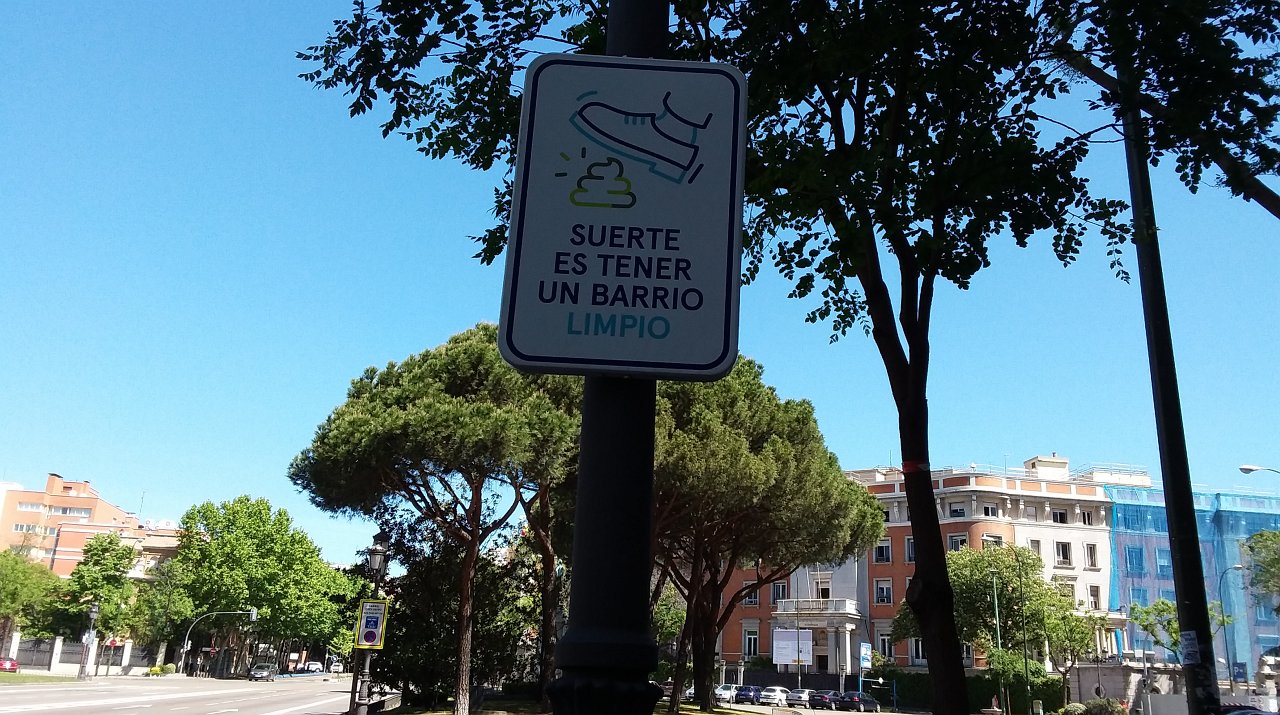 SUERTE
ES TENER
UN BARRIO
LIMPIO